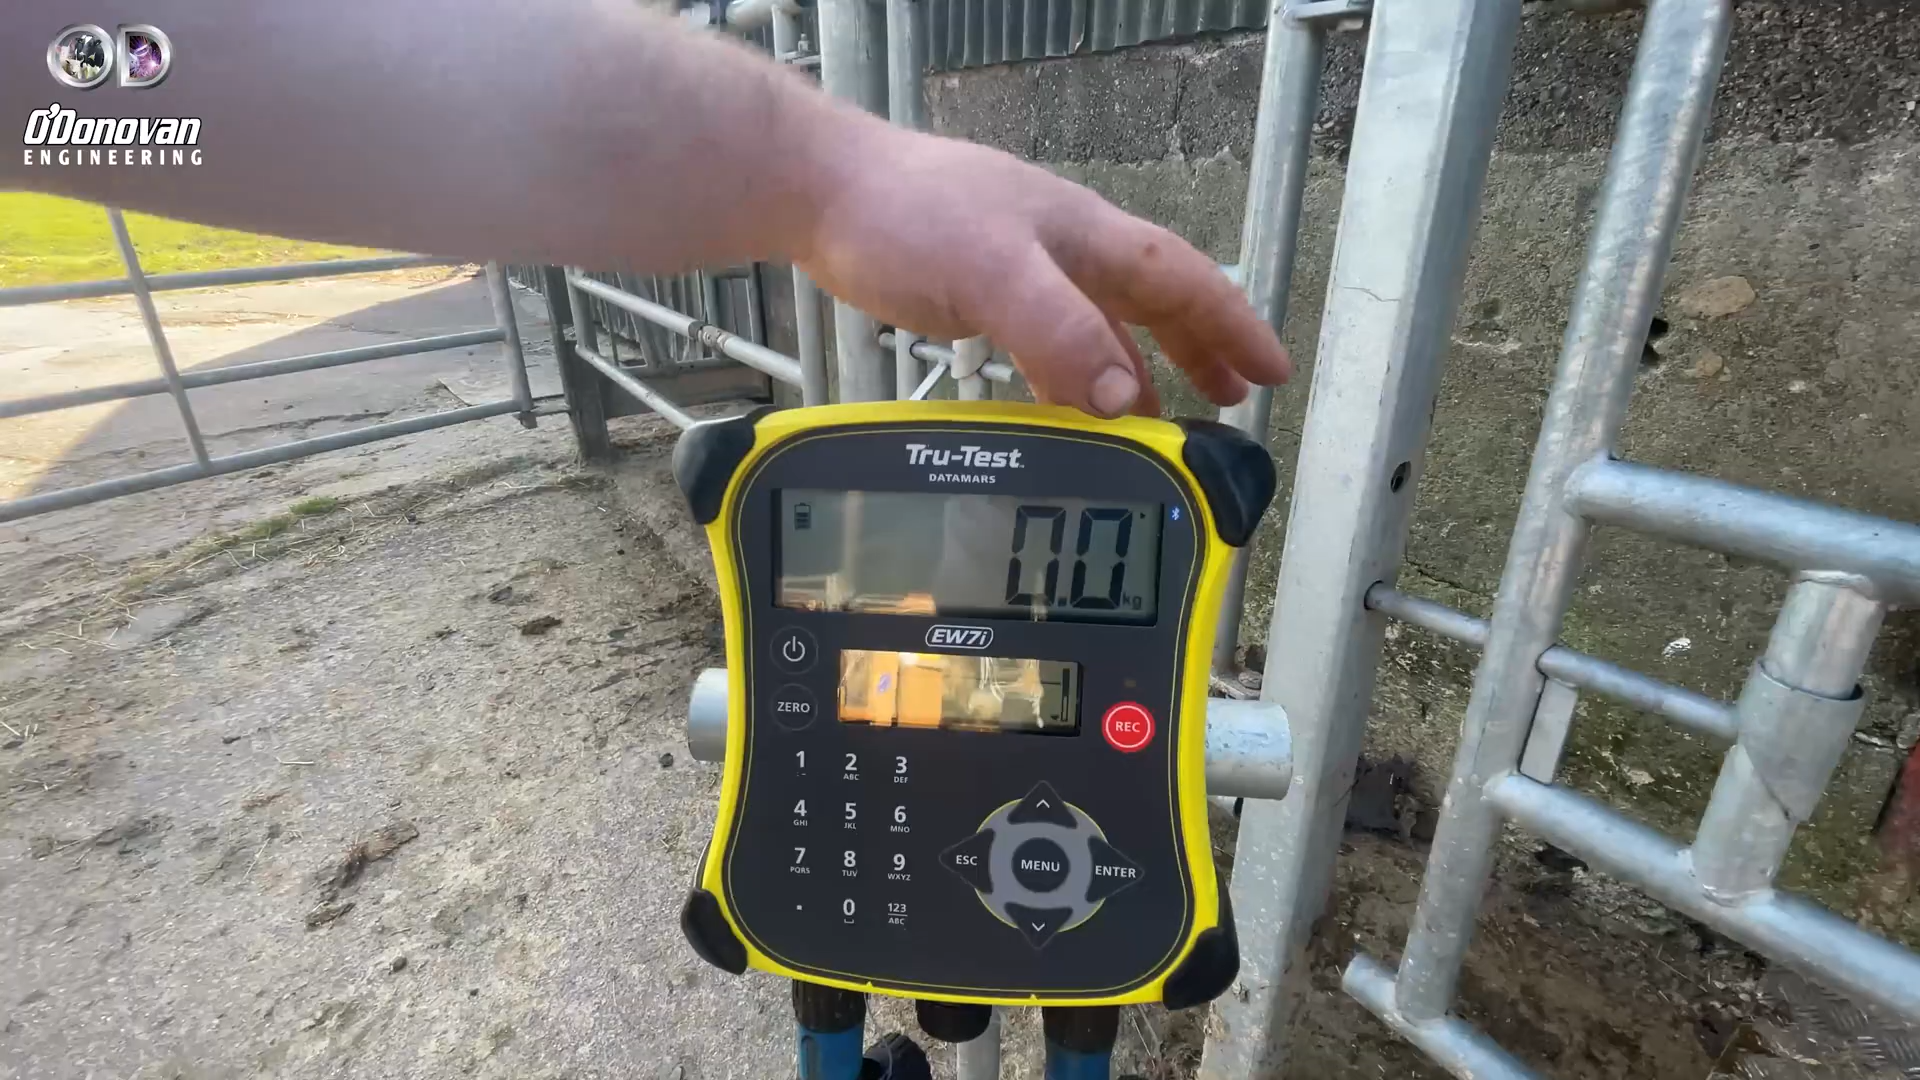 O'Donovan
ENGINEERING
Tru-Test
DATAMARS
0.0 kg
EW7i
ZERO
REC
1 2 ABC 3 DEF
4 GHI 5 JKL 6 MNO
7 PQRS 8 TUV 9 WXYZ
. 0 123 ABC
ESC MENU ENTER